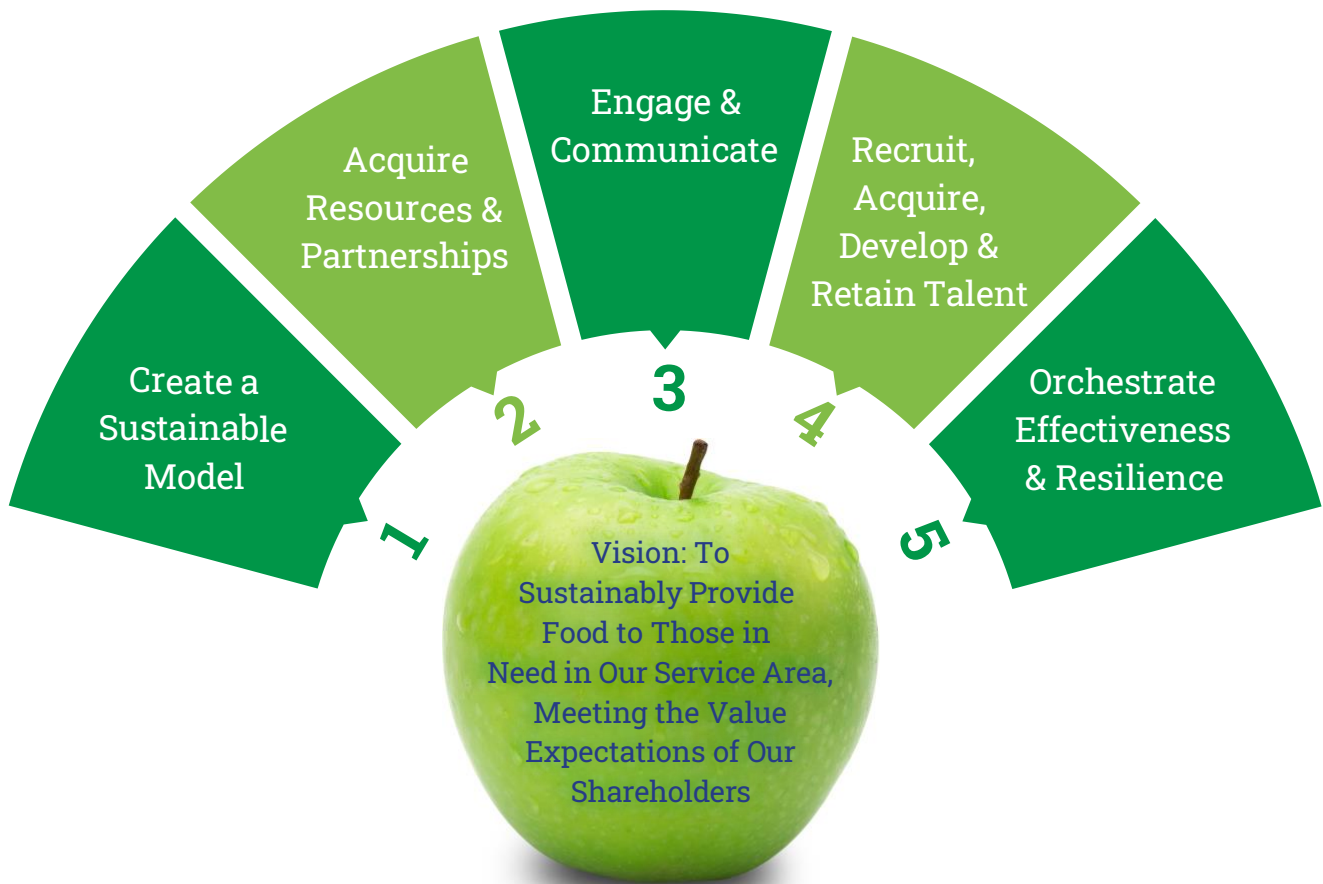 Create a
Sustainable
Model
1
Acquire
Resources &
Partnerships
2
Engage &
Communicate
3
Recruit,
Acquire,
Develop &
Retain Talent
4
Orchestrate
Effectiveness
& Resilience
5
Vision: To
Sustainably Provide
Food to Those in
Need in Our Service Area,
Meeting the Value
Expectations of Our
Shareholders